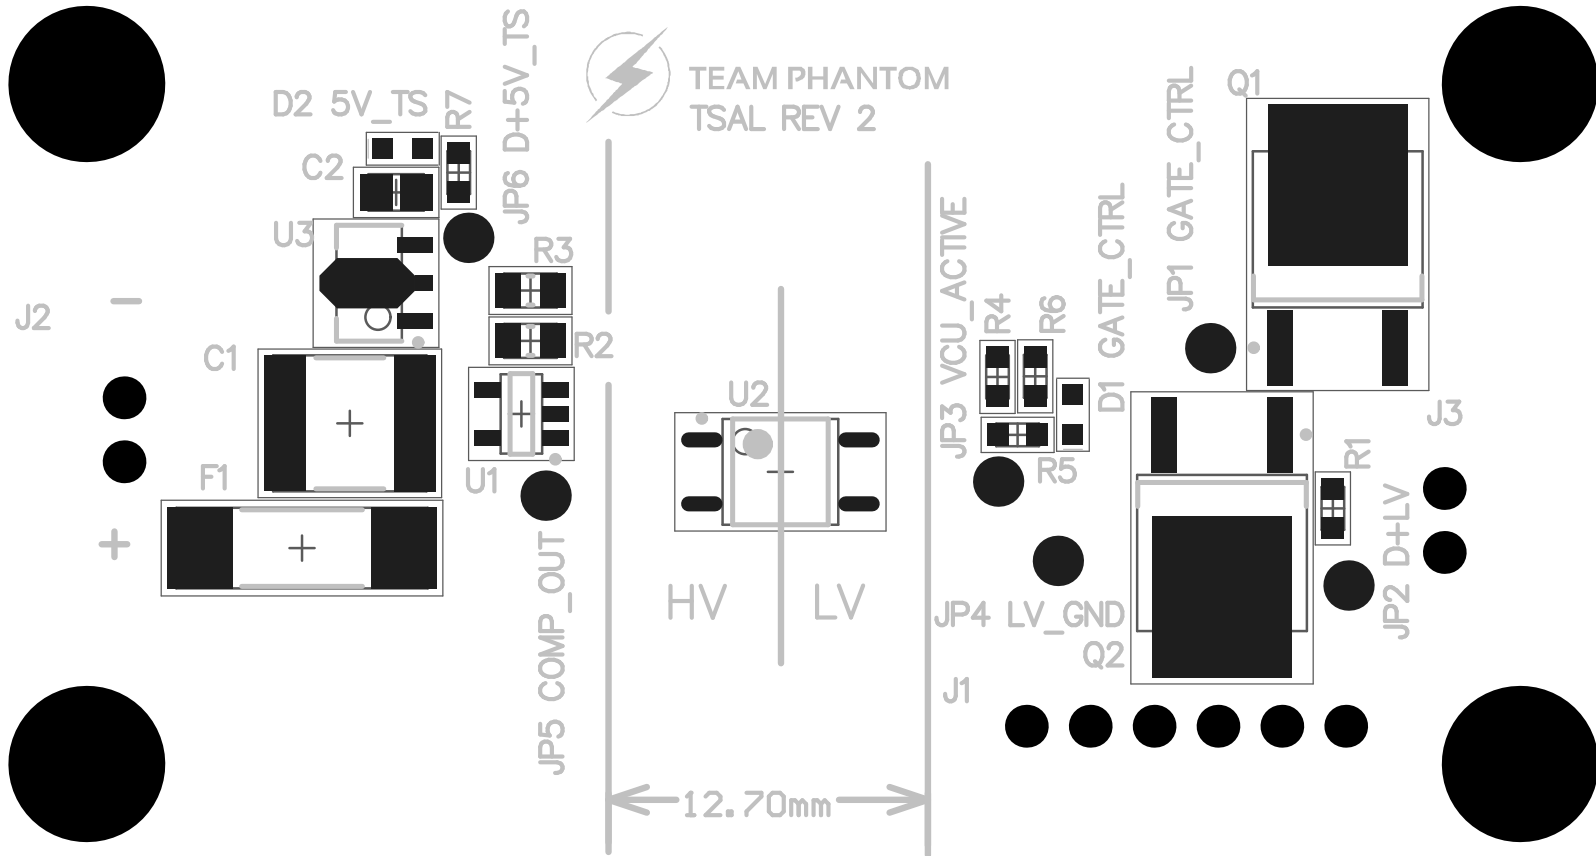 TEAM PHANTOM
TSAL REV 2
D2 5V_TS
R7
JP6 D+5V_TS
C2
U3
R3
R2
J2
−
C1
F1
+
U1
JP5 COMP_OUT
U2
HV
LV
12.70mm
JP3 VCU_ACTIVE
R4
R6
D1 GATE_CTRL
JP1 GATE_CTRL
Q1
R5
J3
R1
JP2 D+LV
JP4 LV_GND
Q2
J1